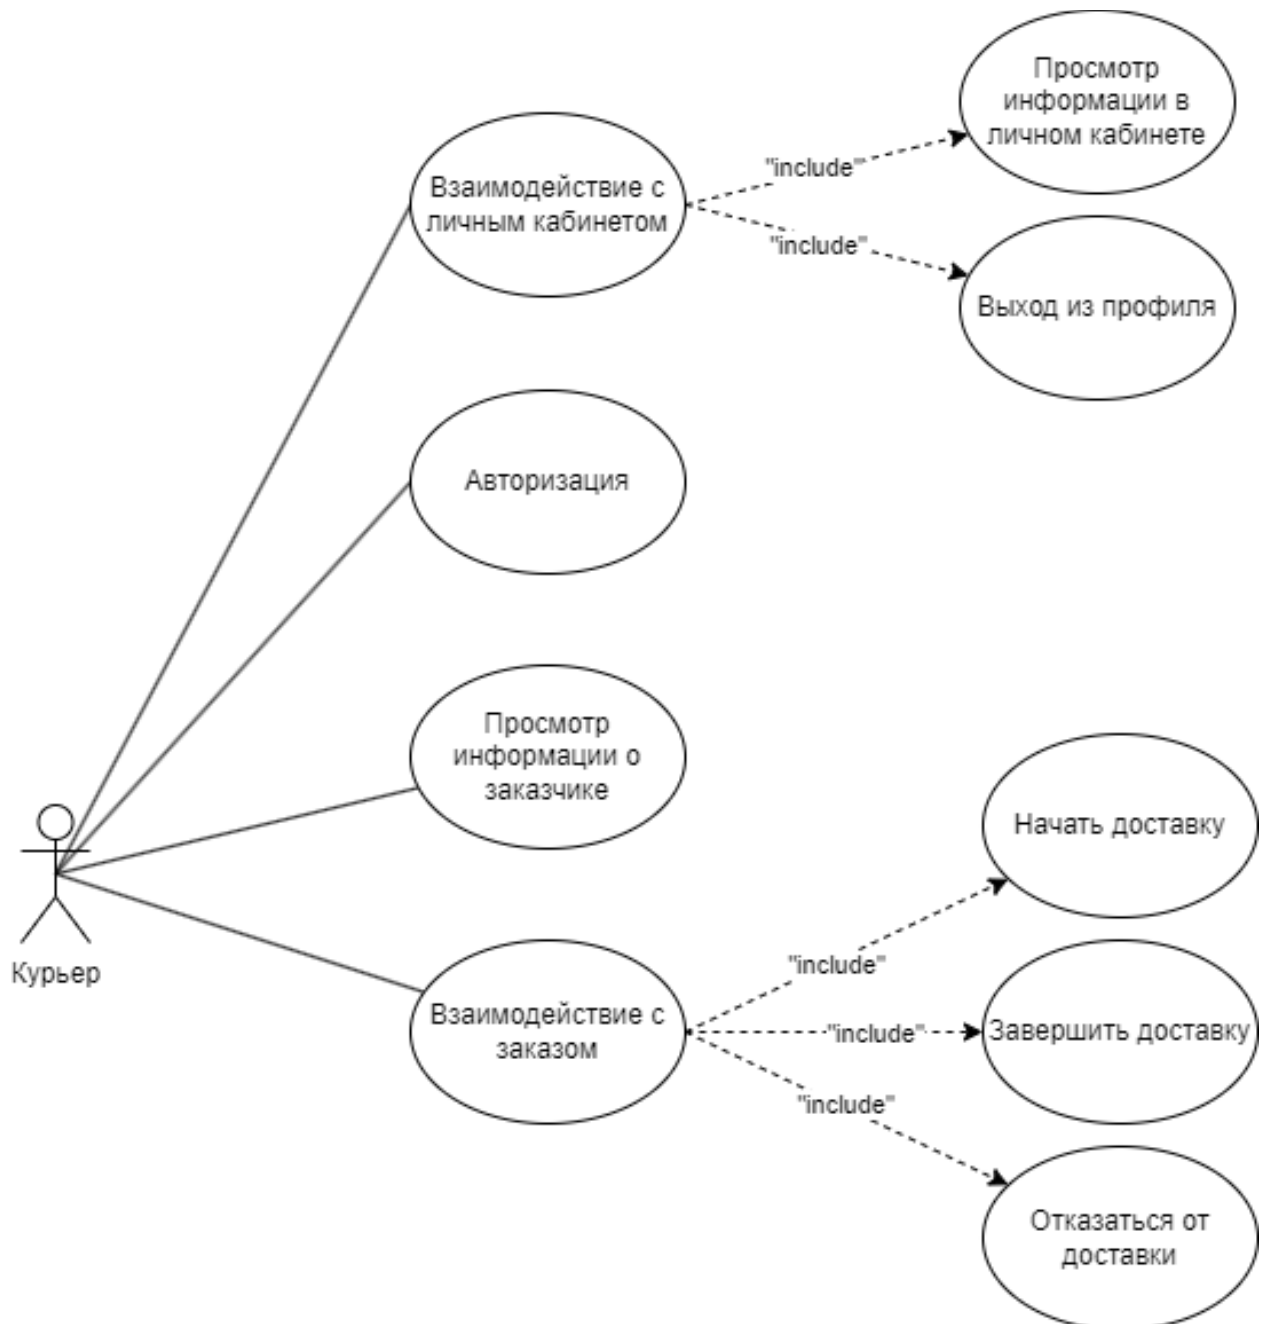 Просмотр
информации в
личном кабинете
"include"
Взаимодействие с
личным кабинетом
"include"
Выход из профиля
Авторизация
Просмотр
информации о
заказчике
Начать доставку
Курьер
"include"
Взаимодействие с
заказом
"include"
Завершить доставку
"include"
Отказаться от
доставки